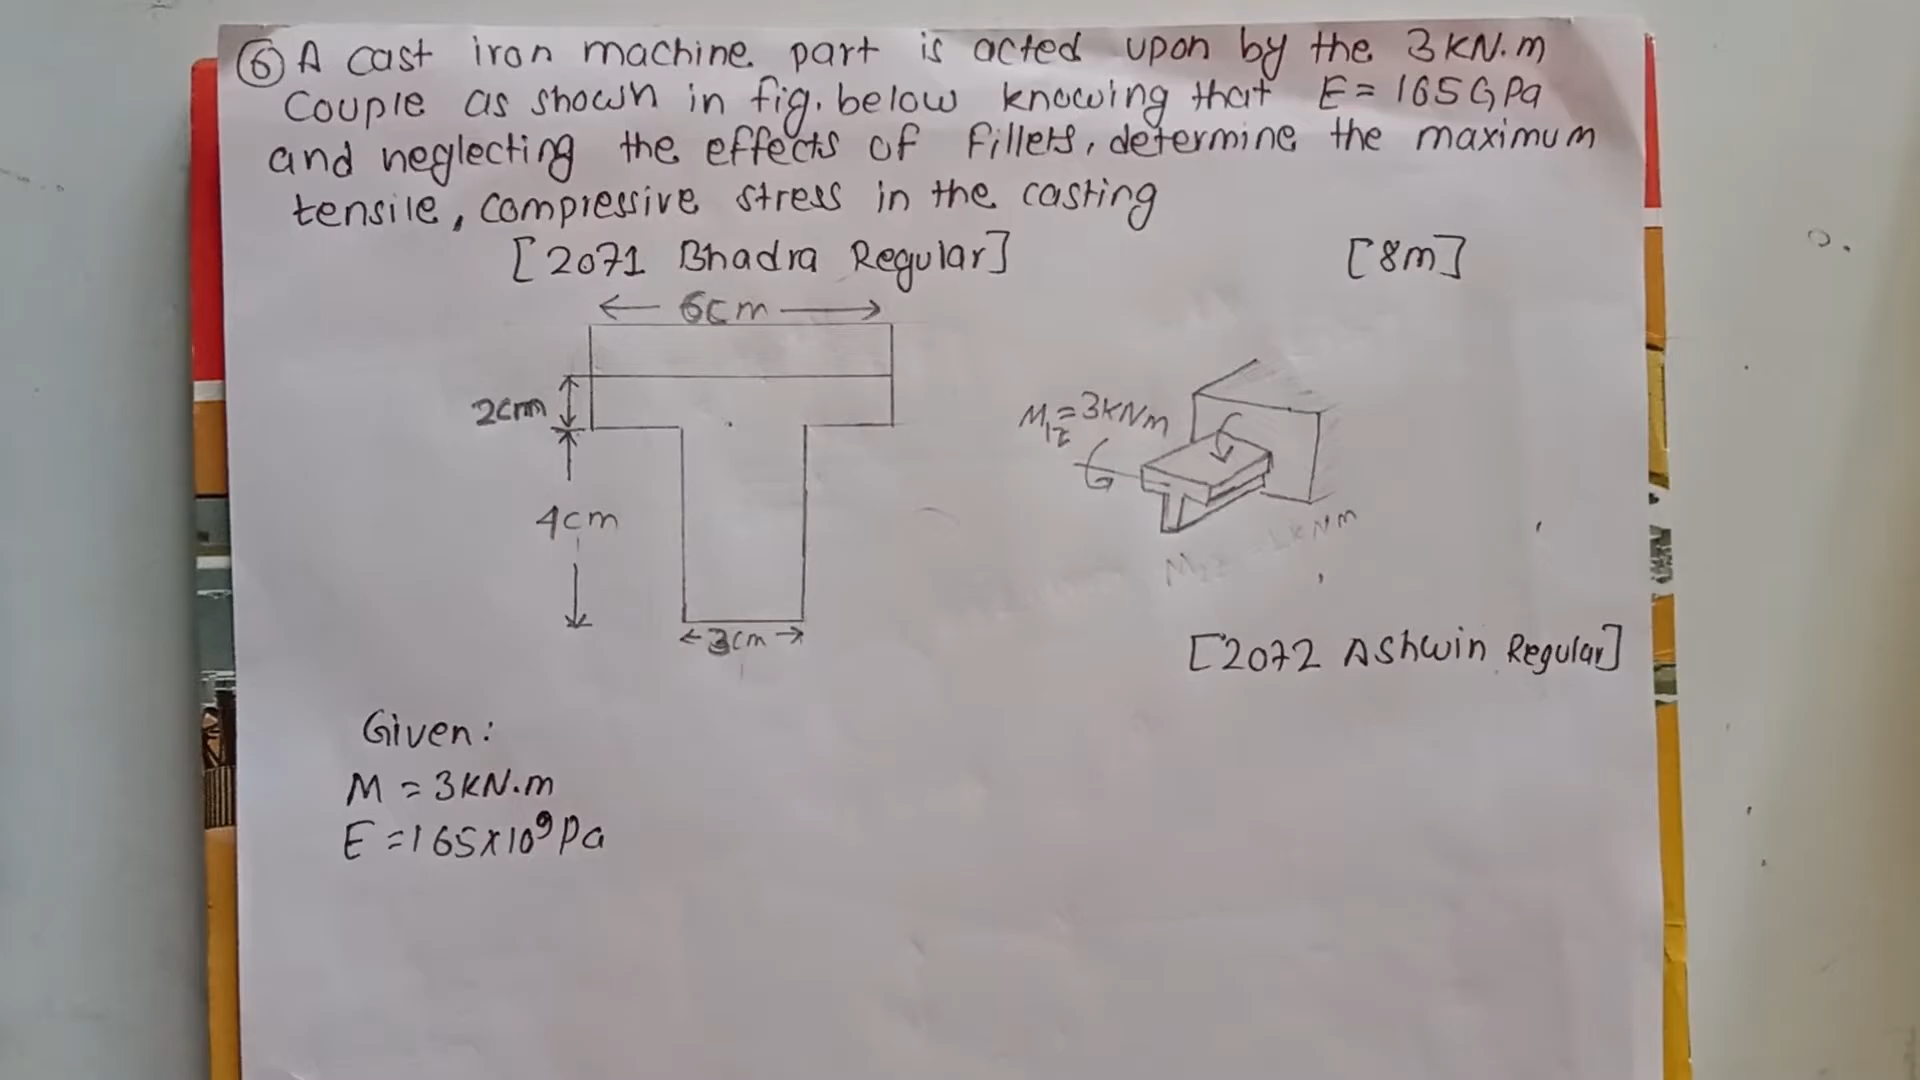 ⑥ A cast iron machine part is acted upon by the 3KN.m
Couple as shown in fig. below knowing that E = 165GPa
and neglecting the effects of fillets, determine the maximum
tensile, compressive stress in the casting
[2071 Bhadra Regular] [8m]
6cm
2cm
M1z = 3KNm
4cm
3cm
[2072 Ashwin Regular]
Given:
M = 3KN.m
E = 165x10⁹ Pa